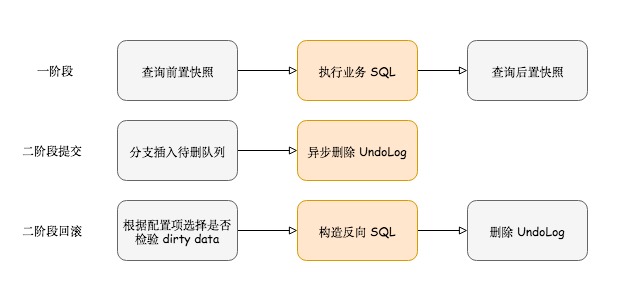 一阶段
查询前置快照
执行业务 SQL
查询后置快照
二阶段提交
分支插入待删队列
异步删除 UndoLog
二阶段回滚
根据配置项选择是否
检验 dirty data
构造反向 SQL
删除 UndoLog